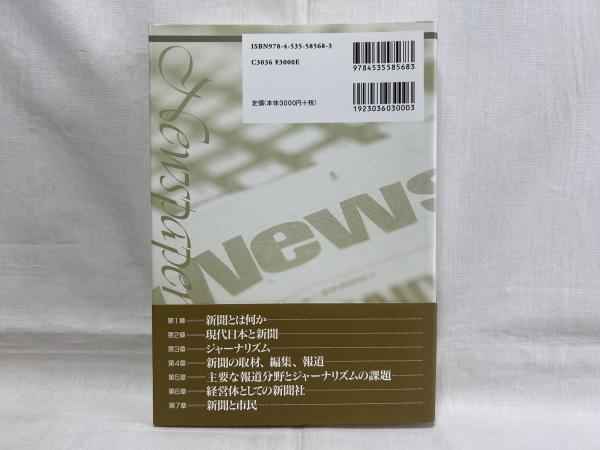 ISBN978-4-535-58568-3
C3036 ¥3000E
定価(本体3000円+税)
9784535585683
1923036030003
Newspaper
News
第1章 新聞とは何か
第2章 現代日本と新聞
第3章 ジャーナリズム
第4章 新聞の取材、編集、報道
第5章 主要な報道分野とジャーナリズムの課題
第6章 経営体としての新聞社
第7章 新聞と市民